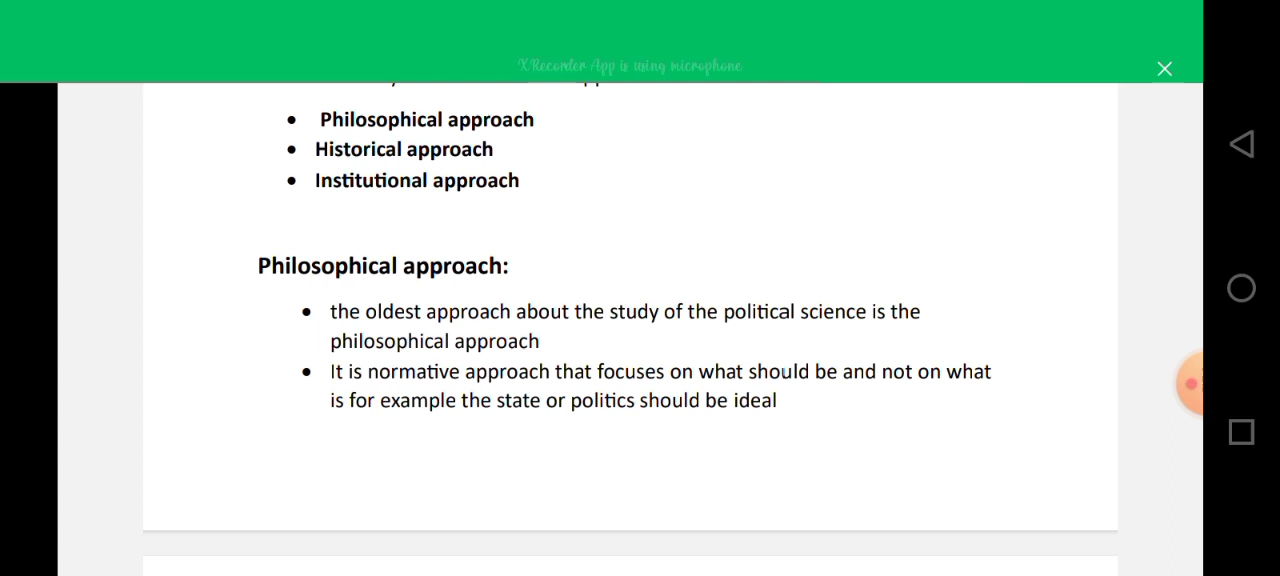 XRecorder App is using microphone
• Philosophical approach
• Historical approach
• Institutional approach
Philosophical approach:
• the oldest approach about the study of the political science is the
philosophical approach
• It is normative approach that focuses on what should be and not on what
is for example the state or politics should be ideal